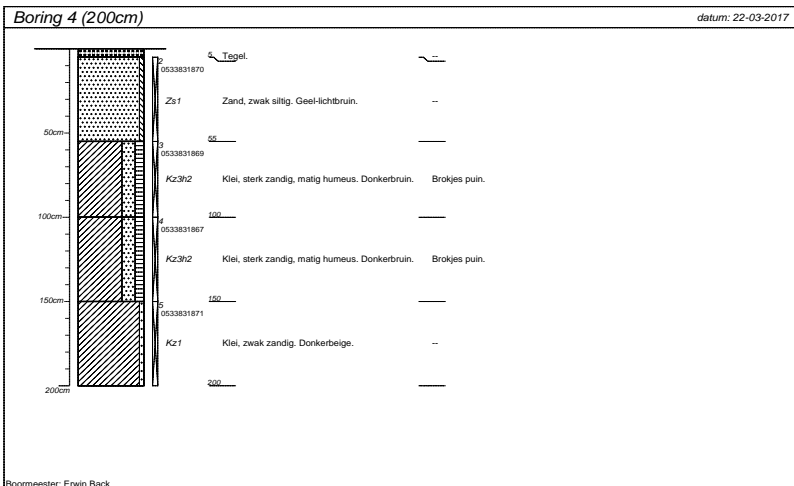 Boring 4 (200cm) datum: 22-03-2017
5 Tegel. --
2
0533831870
Zs1 Zand, zwak siltig. Geel-lichtbruin. --
50cm 55
3
0533831869
Kz3h2 Klei, sterk zandig, matig humeus. Donkerbruin. Brokjes puin.
100cm 100
4
0533831867
Kz3h2 Klei, sterk zandig, matig humeus. Donkerbruin. Brokjes puin.
150cm 150
5
0533831871
Kz1 Klei, zwak zandig. Donkerbeige. --
200cm 200
Boormeester: Erwin Back